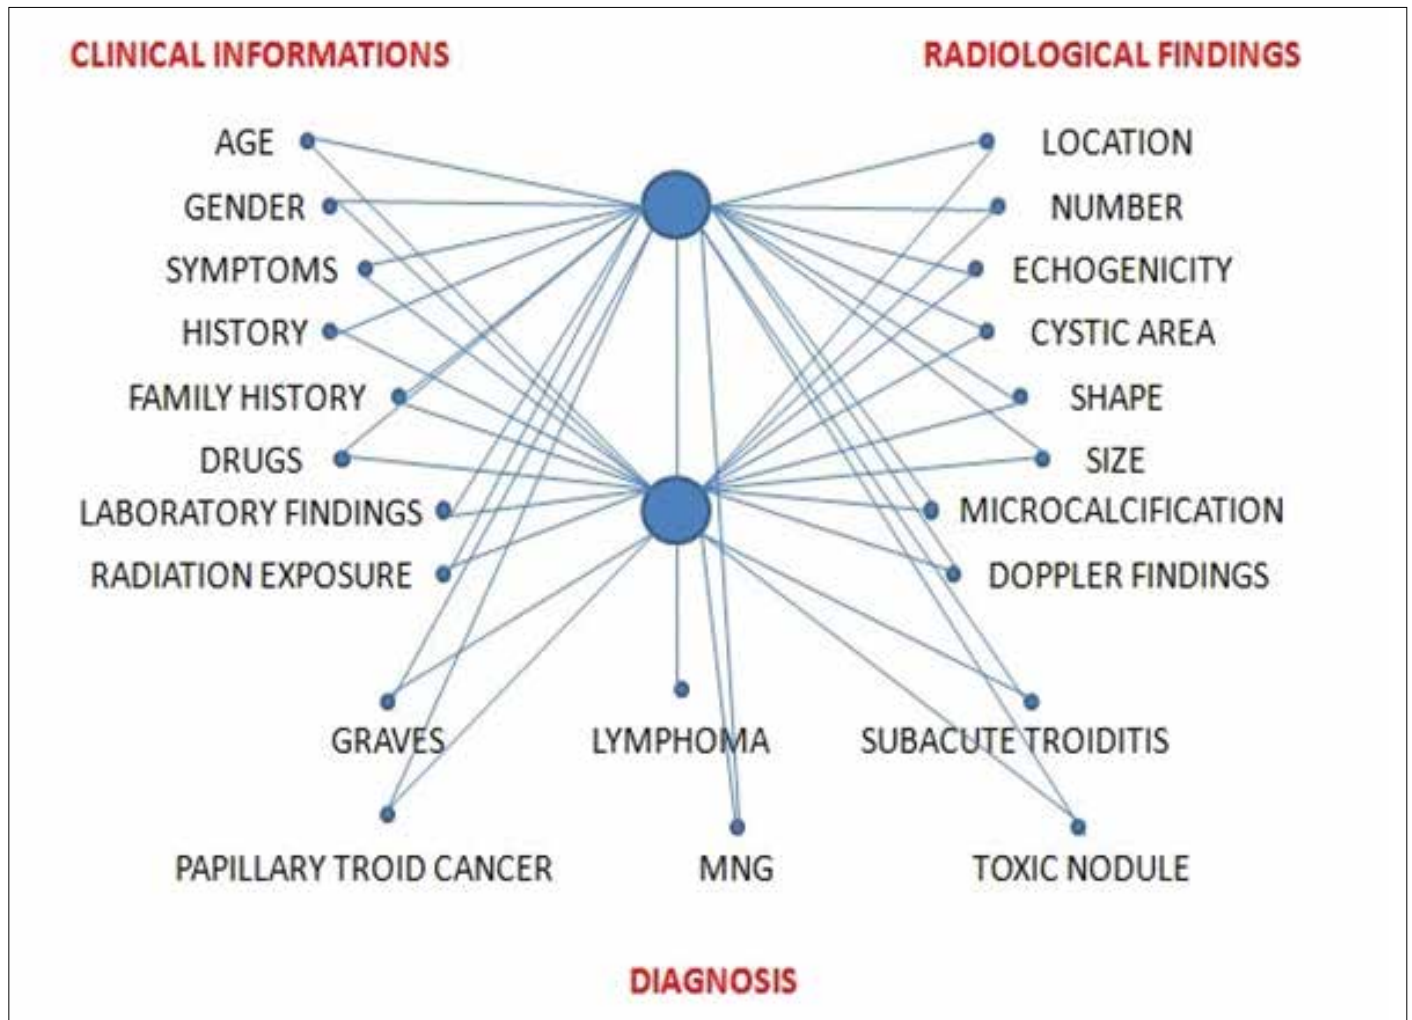 CLINICAL INFORMATIONS
AGE
GENDER
SYMPTOMS
HISTORY
FAMILY HISTORY
DRUGS
LABORATORY FINDINGS
RADIATION EXPOSURE
RADIOLOGICAL FINDINGS
LOCATION
NUMBER
ECHOGENICITY
CYSTIC AREA
SHAPE
SIZE
MICROCALCIFICATION
DOPPLER FINDINGS
GRAVES
LYMPHOMA
SUBACUTE TROIDITIS
PAPILLARY TROID CANCER
MNG
TOXIC NODULE
DIAGNOSIS